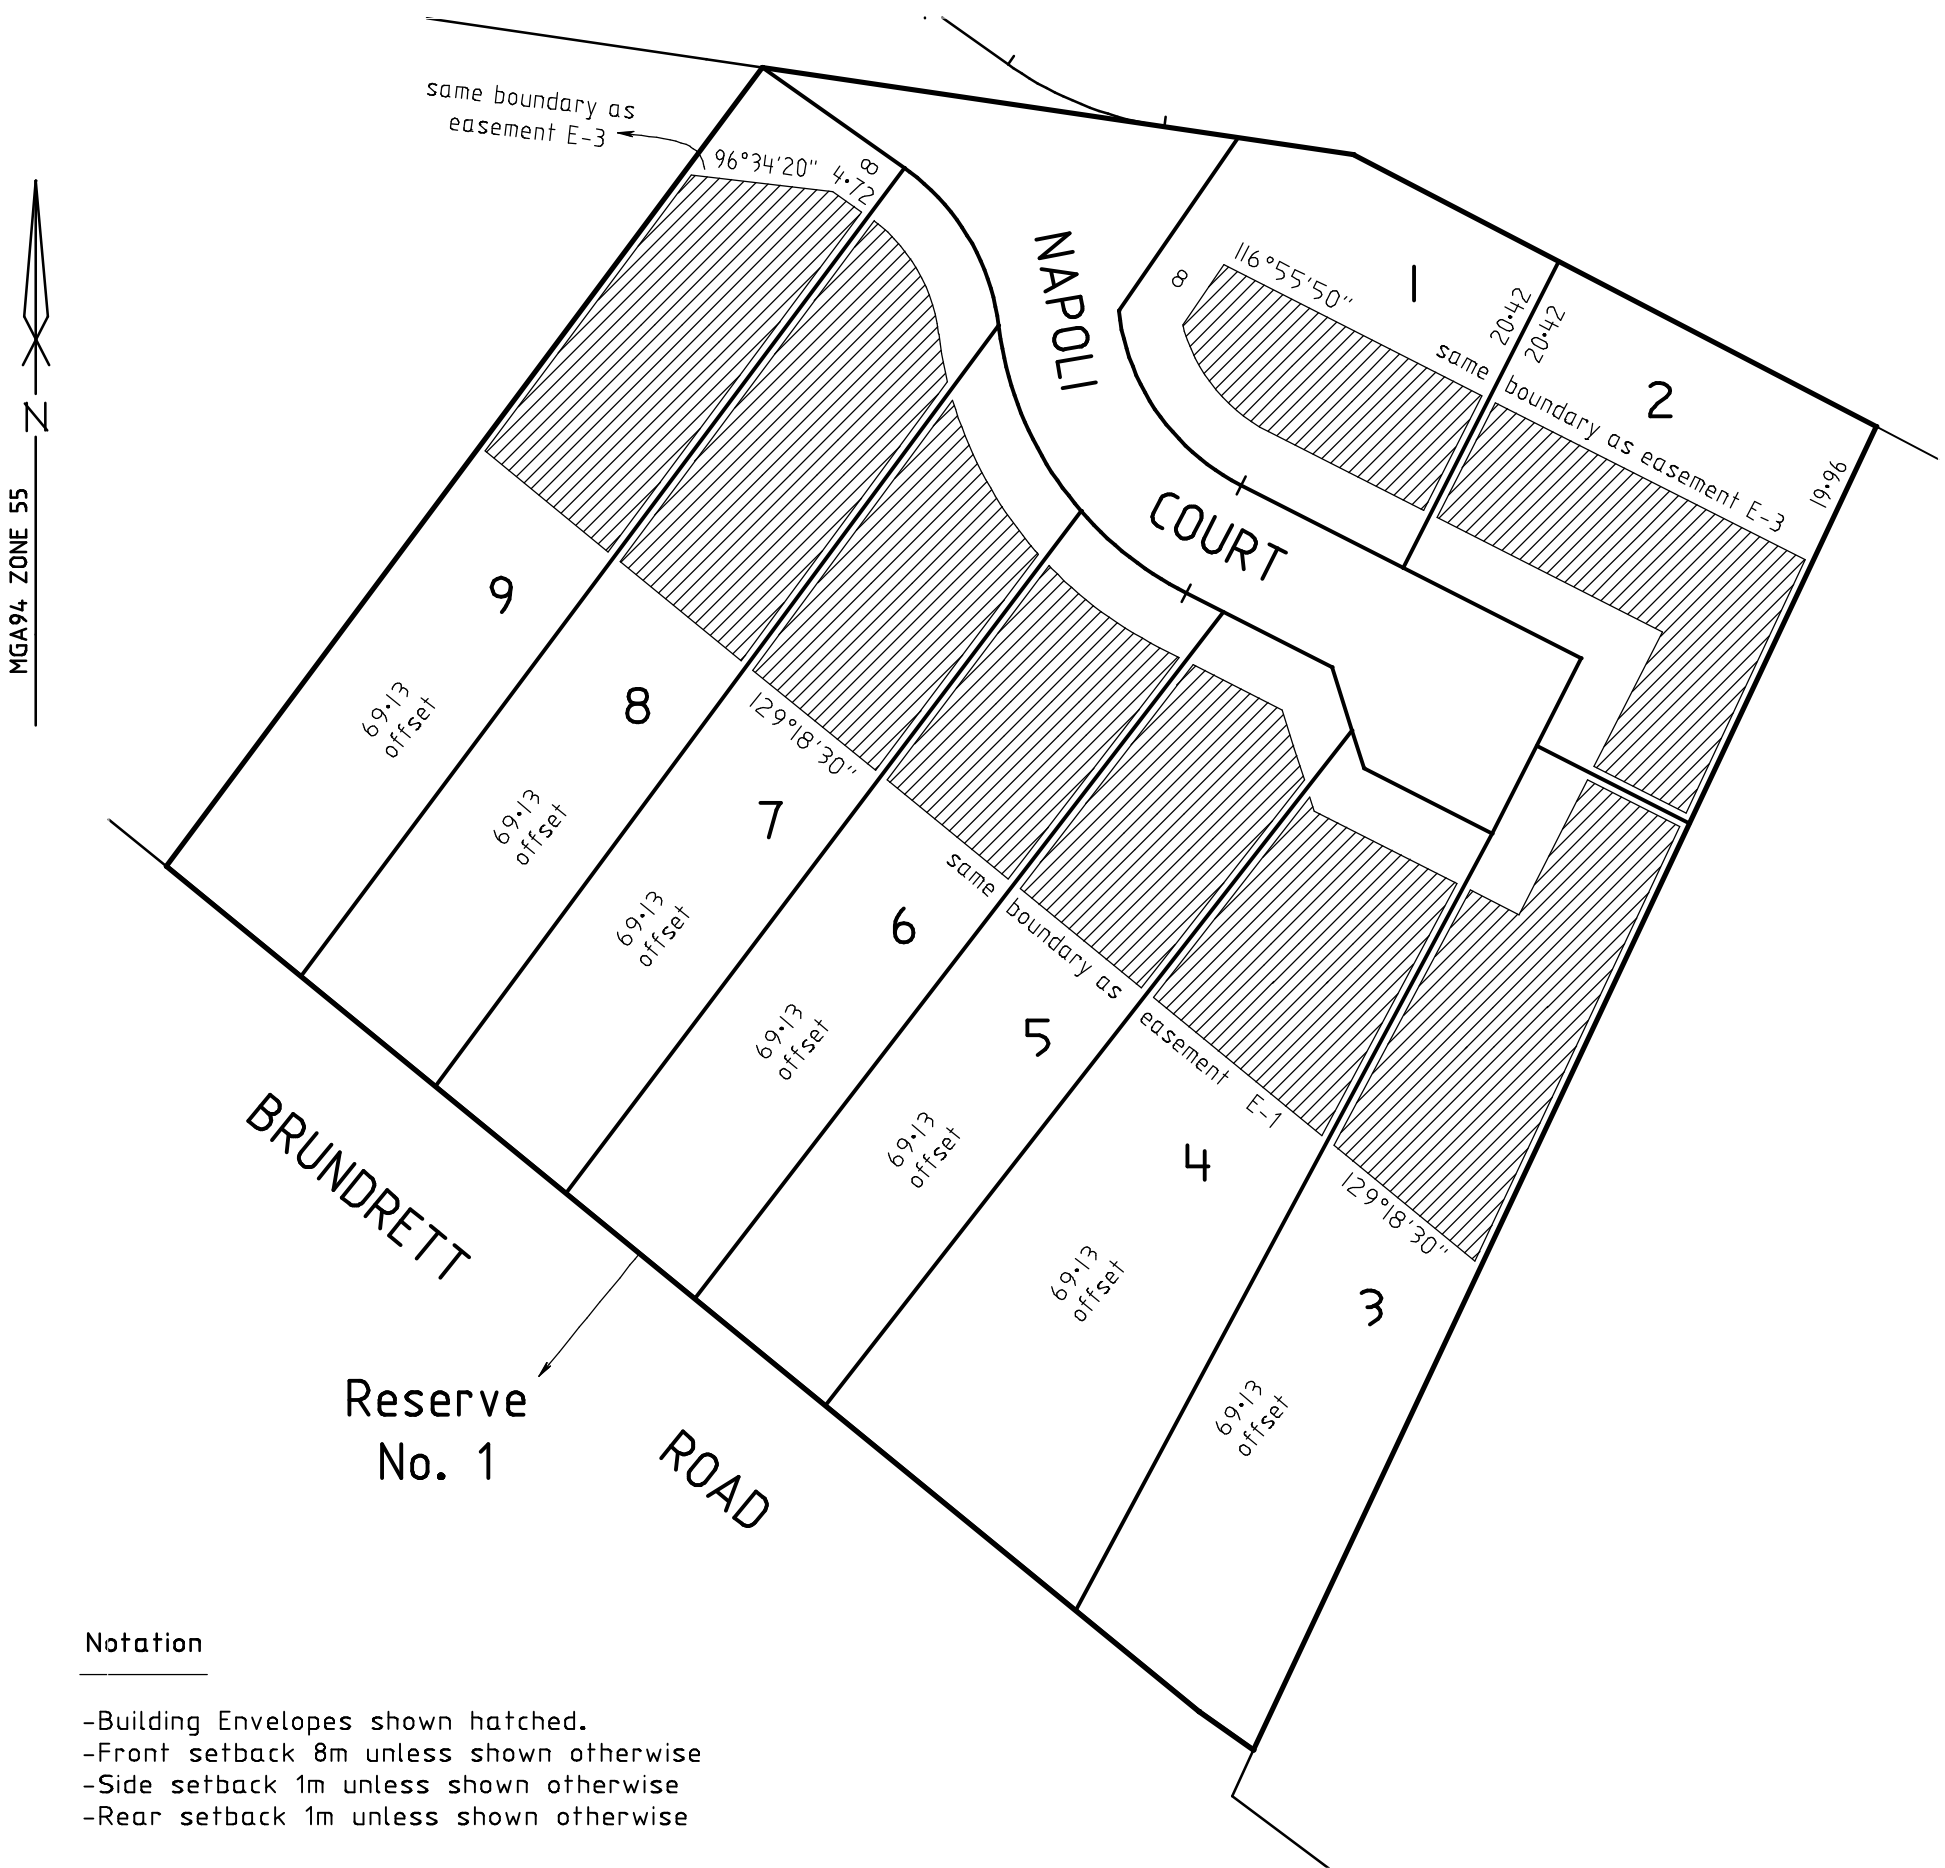 same boundary as
easement E-3
96°34'20"
8
4·72
NAPOLI
COURT
8
116°55'50"
1
20·42
20·42
2
same
boundary as easement E-3
19·96
MGA94 ZONE 55
N
9
69·13
offset
8
69·13
offset
129°18'30"
7
69·13
offset
6
69·13
offset
same
boundary as
easement
E-1
5
69·13
offset
4
69·13
offset
129°18'30"
3
69·13
offset
BRUNDRETT
ROAD
Reserve
No. 1
Notation
-Building Envelopes shown hatched.
-Front setback 8m unless shown otherwise
-Side setback 1m unless shown otherwise
-Rear setback 1m unless shown otherwise